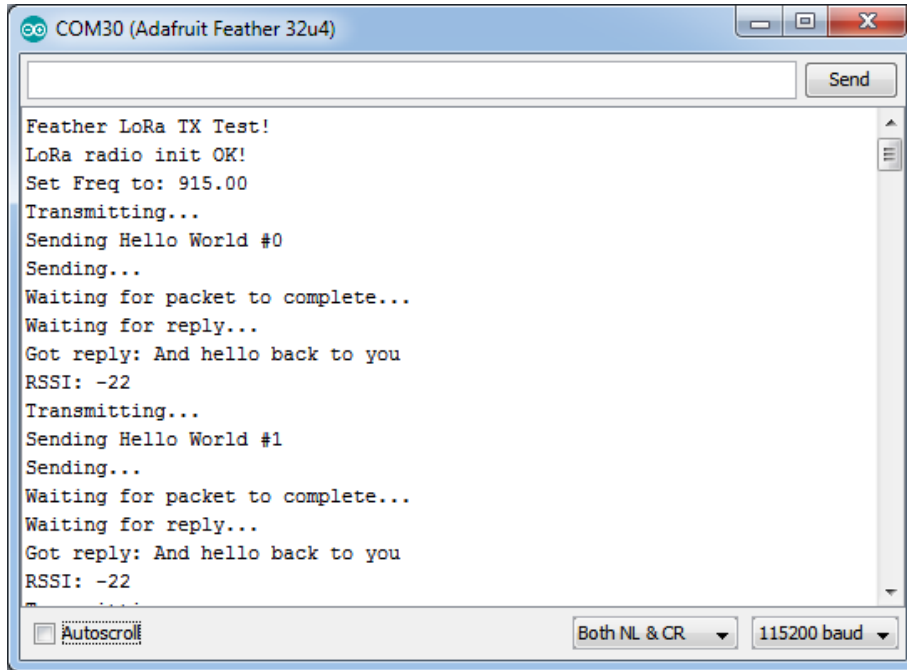 COM30 (Adafruit Feather 32u4)
Send
Feather LoRa TX Test!
LoRa radio init OK!
Set Freq to: 915.00
Transmitting...
Sending Hello World #0
Sending...
Waiting for packet to complete...
Waiting for reply...
Got reply: And hello back to you
RSSI: -22
Transmitting...
Sending Hello World #1
Sending...
Waiting for packet to complete...
Waiting for reply...
Got reply: And hello back to you
RSSI: -22
Autoscroll
Both NL & CR
115200 baud